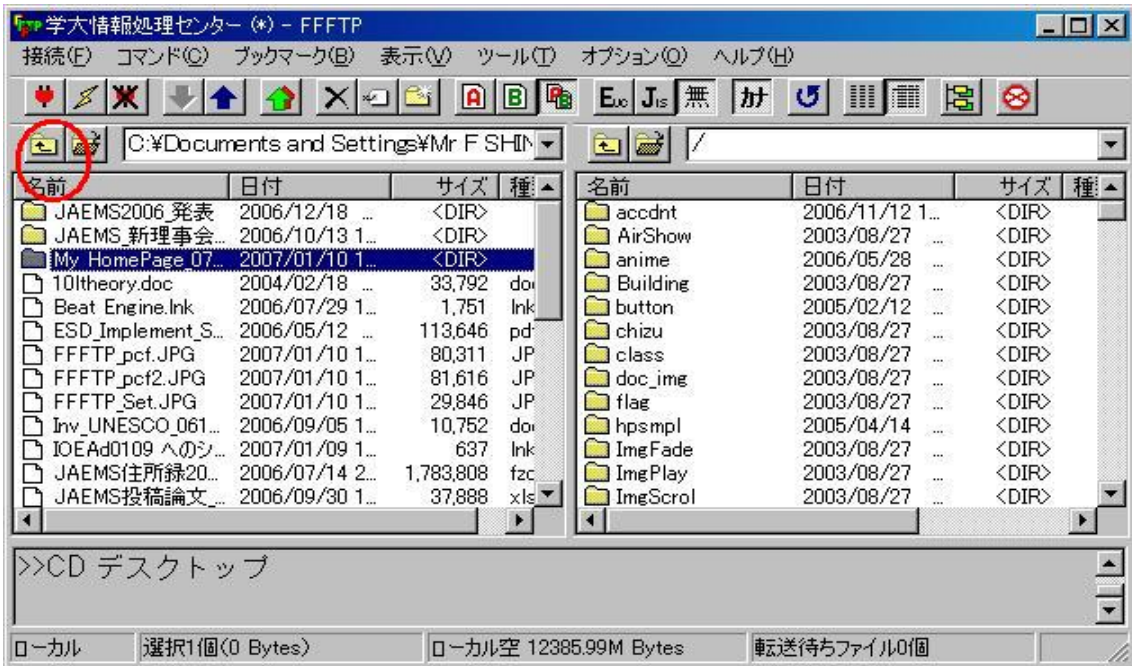 学大情報処理センター (*) - FFFTP
接続(F) コマンド(C) ブックマーク(B) 表示(V) ツール(T) オプション(O) ヘルプ(H)
A B Euc Jis 無 カナ
C:¥Documents and Settings¥Mr F SHIN /
名前 日付 サイズ 種 名前 日付 サイズ 種
JAEMS2006_発表 2006/12/18 ... <DIR> accdnt 2006/11/12 1... <DIR>
JAEMS_新理事会... 2006/10/13 1... <DIR> AirShow 2003/08/27 ... <DIR>
My HomePage_07... 2007/01/10 1... <DIR> anime 2006/05/28 ... <DIR>
10ltheory.doc 2004/02/18 ... 33,792 do Building 2003/08/27 ... <DIR>
Beat Engine.lnk 2006/07/29 1... 1,751 lnk button 2005/02/12 ... <DIR>
ESD_Implement_S... 2006/05/12 ... 113,646 pd chizu 2003/08/27 ... <DIR>
FFFTP_pcf.JPG 2007/01/10 1... 80,311 JP class 2003/08/27 ... <DIR>
FFFTP_pcf2.JPG 2007/01/10 1... 81,616 JP doc_img 2003/08/27 ... <DIR>
FFFTP_Set.JPG 2007/01/10 1... 29,846 JP flag 2003/08/27 ... <DIR>
Inv_UNESCO_061... 2006/09/05 1... 10,752 do hpsmpl 2005/04/14 ... <DIR>
IOEAd0109 へのシ... 2007/01/09 1... 637 lnk ImgFade 2003/08/27 ... <DIR>
JAEMS住所録20... 2006/07/14 2... 1,783,808 fzc ImgPlay 2003/08/27 ... <DIR>
JAEMS投稿論文_... 2006/09/30 1... 37,888 xls ImgScrol 2003/08/27 ... <DIR>
>>CD デスクトップ
ローカル 選択1個(0 Bytes) ローカル空 12385.99M Bytes 転送待ちファイル0個